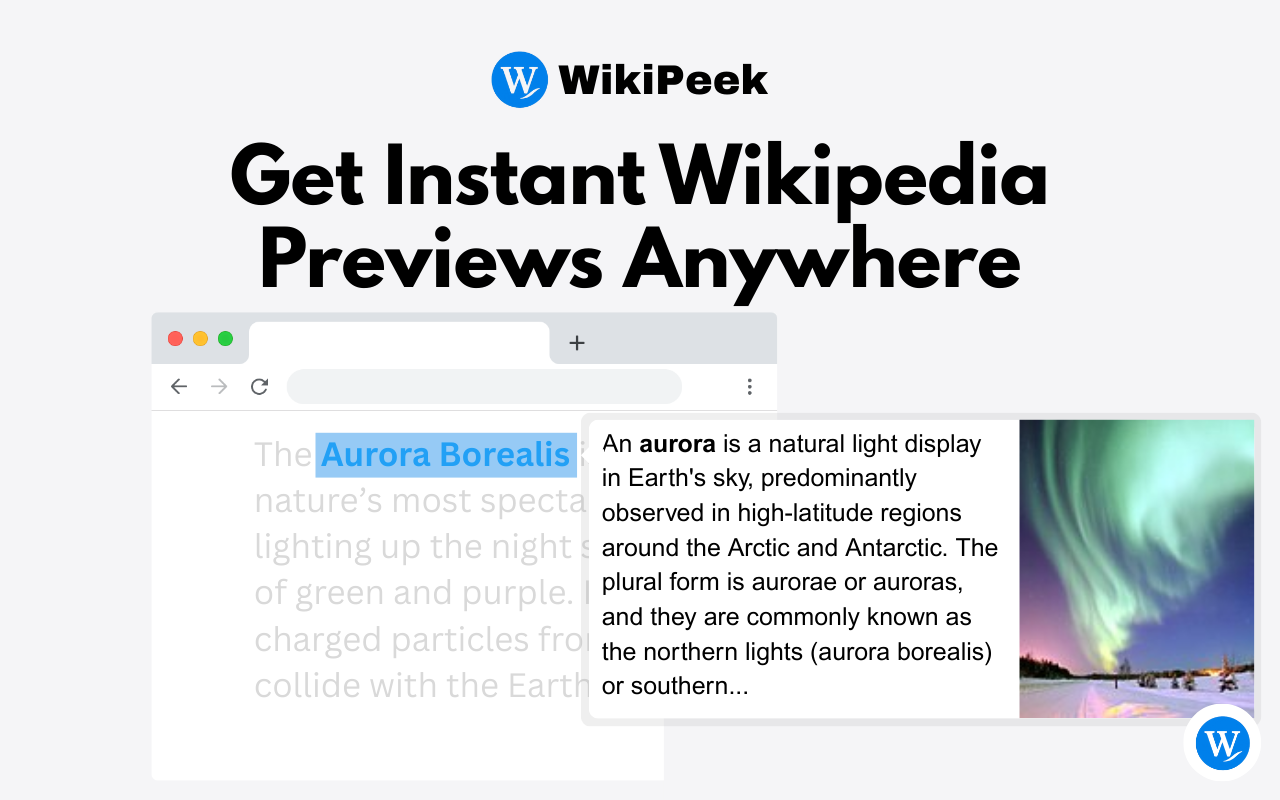 WikiPeek
Get Instant Wikipedia
Previews Anywhere
The Aurora Borealis
nature’s most specta
lighting up the night s
of green and purple.
charged particles fro
collide with the Earth
An aurora is a natural light display
in Earth's sky, predominantly
observed in high-latitude regions
around the Arctic and Antarctic. The
plural form is aurorae or auroras,
and they are commonly known as
the northern lights (aurora borealis)
or southern...